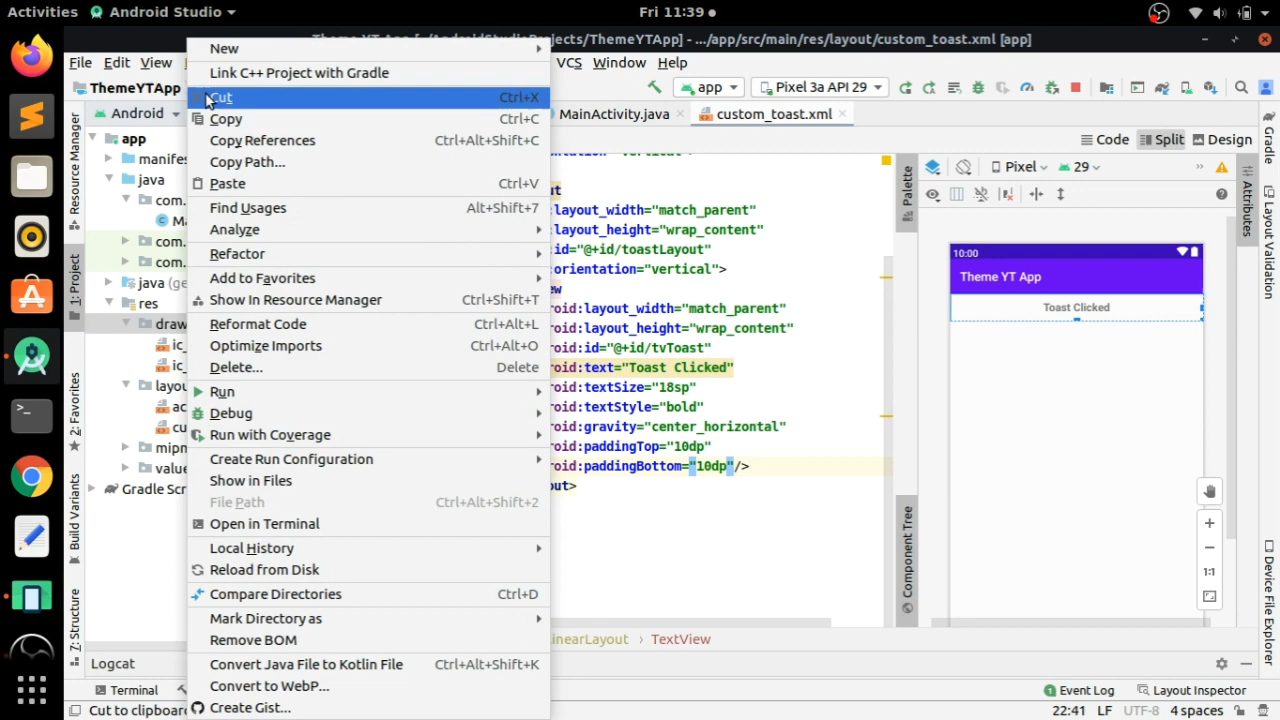 Activities
Android Studio
Fri 11:39
Projects/ThemeYTApp] - .../app/src/main/res/layout/custom_toast.xml [app]
File Edit View
VCS Window Help
ThemeYTApp
app
Pixel 3a API 29
Android
MainActivity.java
custom_toast.xml
Code
Split
Design
New
Link C++ Project with Gradle
Cut Ctrl+X
Copy Ctrl+C
Copy References Ctrl+Alt+Shift+C
Copy Path...
Paste Ctrl+V
Find Usages Alt+Shift+7
Analyze
Refactor
Add to Favorites
Show In Resource Manager Ctrl+Shift+T
Reformat Code Ctrl+Alt+L
Optimize Imports Ctrl+Alt+O
Delete... Delete
Run
Debug
Run with Coverage
Create Run Configuration
Show in Files
File Path Ctrl+Alt+Shift+2
Open in Terminal
Local History
Reload from Disk
Compare Directories Ctrl+D
Mark Directory as
Remove BOM
Convert Java File to Kotlin File Ctrl+Alt+Shift+K
Convert to WebP...
Create Gist...
Resource Manager
1: Project
2: Favorites
Build Variants
7: Structure
app
manifes
java
com.
Ma
com.
com.
java (ge
res
draw
ic_
ic_
layou
ac
cu
mipm
value
Gradle Scr
ut
:layout_width="match_parent"
:layout_height="wrap_content"
:id="@+id/toastLayout"
:orientation="vertical">
ew
roid:layout_width="match_parent"
roid:layout_height="wrap_content"
roid:id="@+id/tvToast"
roid:text="Toast Clicked"
roid:textSize="18sp"
roid:textStyle="bold"
roid:gravity="center_horizontal"
roid:paddingTop="10dp"
roid:paddingBottom="10dp"/>
out>
inearLayout › TextView
Palette
Component Tree
Pixel
29
Attributes
10:00
Theme YT App
Toast Clicked
1:1
Gradle
Layout Validation
Device File Explorer
Logcat
Terminal
1 Event Log
Layout Inspector
Cut to clipboar
22:41 LF UTF-8 4 spaces